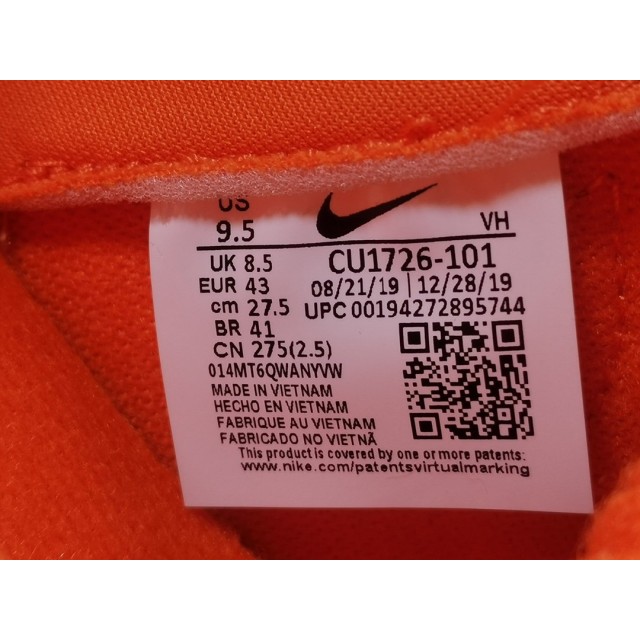 US
9.5 VH
UK 8.5 CU1726-101
EUR 43 08/21/19 | 12/28/19
cm 27.5 UPC 00194272895744
BR 41
CN 275(2.5)
014MT6QWANYVW
MADE IN VIETNAM
HECHO EN VIETNAM
FABRIQUE AU VIETNAM
FABRICADO NO VIETNÃ
This product is covered by one or more patents:
www.nike.com/patentsvirtualmarking